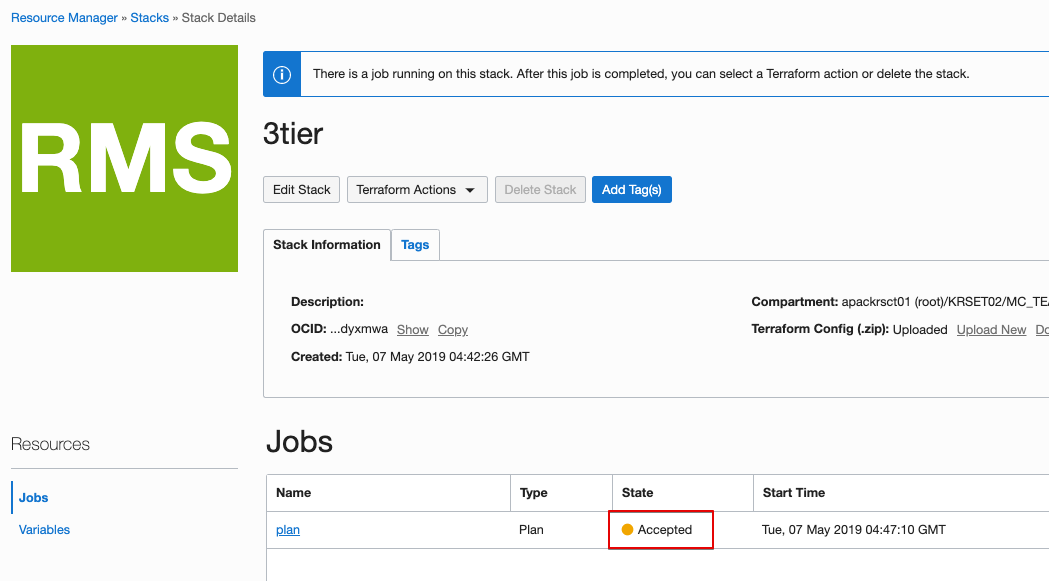 Resource Manager » Stacks » Stack Details
RMS
There is a job running on this stack. After this job is completed, you can select a Terraform action or delete the stack.
3tier
Edit Stack Terraform Actions Delete Stack Add Tag(s)
Stack Information Tags
Description: Compartment: apackrsct01 (root)/KRSET02/MC_TEA
OCID: ...dyxmwa Show Copy Terraform Config (.zip): Uploaded Upload New Do
Created: Tue, 07 May 2019 04:42:26 GMT
Resources
Jobs
Variables
Jobs
Name Type State Start Time
plan Plan Accepted Tue, 07 May 2019 04:47:10 GMT